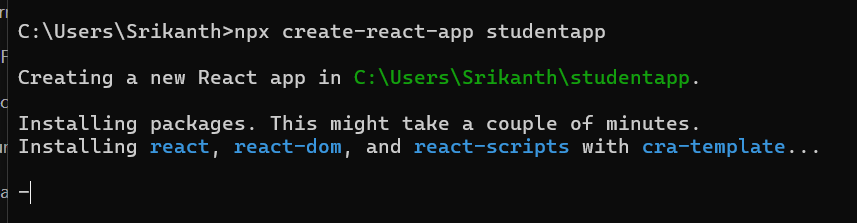 C:\Users\Srikanth>npx create-react-app studentapp
Creating a new React app in C:\Users\Srikanth\studentapp.
Installing packages. This might take a couple of minutes.
Installing react, react-dom, and react-scripts with cra-template...
-